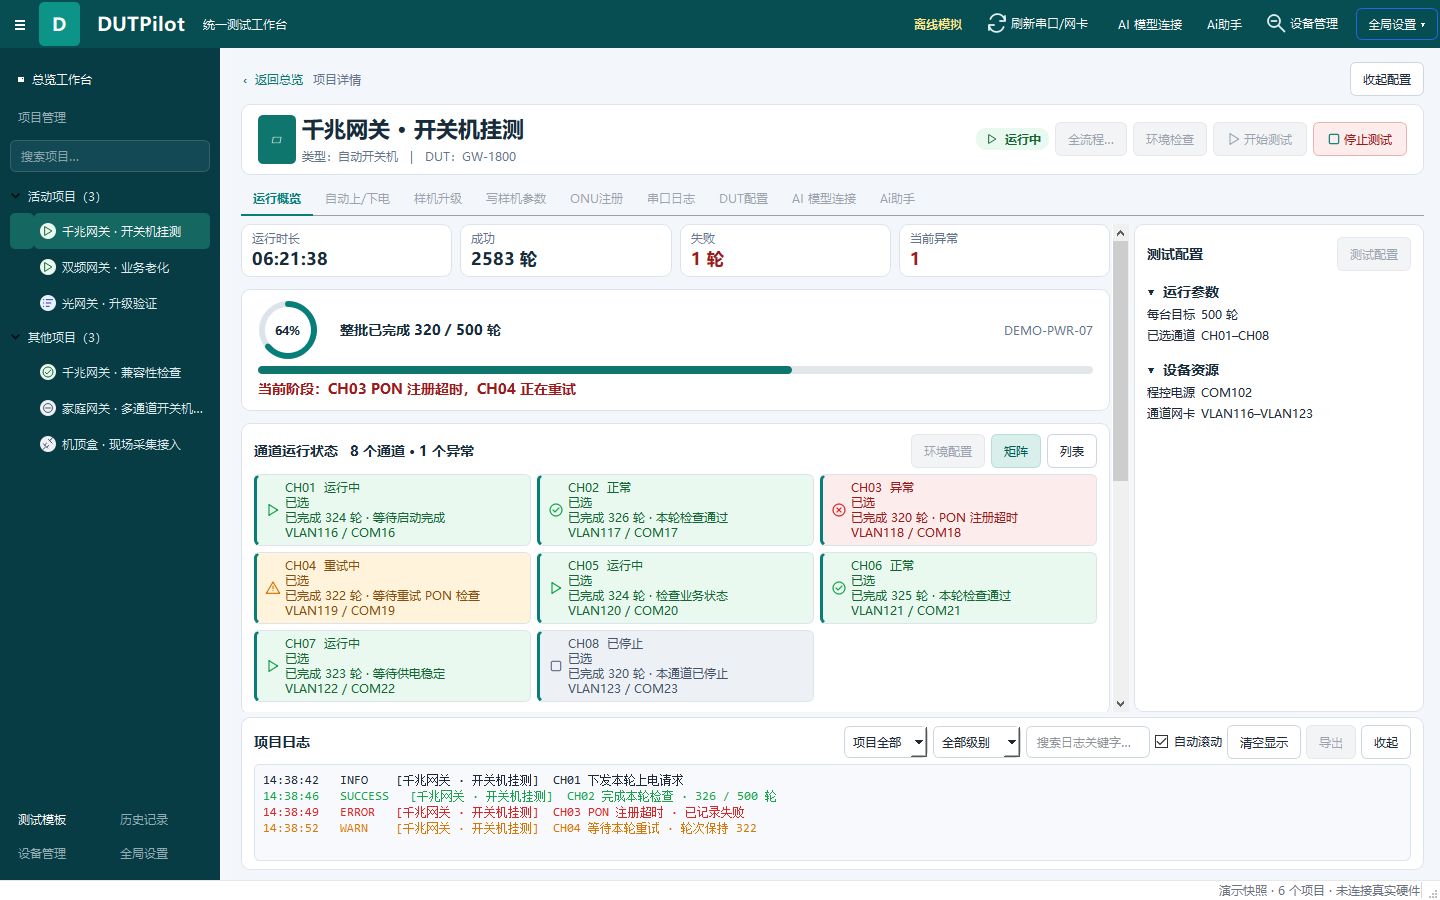 DUTPilot 统一测试工作台 离线模拟 刷新串口/网卡 AI 模型连接 Ai助手 设备管理 全局设置
D
总览工作台
项目管理
搜索项目...
活动项目 (3)
千兆网关 · 开关机挂测
双频网关 · 业务老化
光网关 · 升级验证
其他项目 (3)
千兆网关 · 兼容性检查
家庭网关 · 多通道开关机...
机顶盒 · 现场采集接入
测试模板 历史记录
设备管理 全局设置
‹ 返回总览 项目详情 收起配置
千兆网关 • 开关机挂测
类型: 自动开关机 | DUT: GW-1800
运行中 全流程... 环境检查 开始测试 停止测试
运行概览 自动上/下电 样机升级 写样机参数 ONU注册 串口日志 DUT配置 AI 模型连接 Ai助手
运行时长
06:21:38
成功
2583 轮
失败
1 轮
当前异常
1
64% 整批已完成 320 / 500 轮 DEMO-PWR-07
当前阶段: CH03 PON 注册超时, CH04 正在重试
通道运行状态 8 个通道 • 1 个异常 环境配置 矩阵 列表
CH01 运行中
已选
已完成 324 轮 · 等待启动完成
VLAN116 / COM16
CH02 正常
已选
已完成 326 轮 · 本轮检查通过
VLAN117 / COM17
CH03 异常
已选
已完成 320 轮 · PON 注册超时
VLAN118 / COM18
CH04 重试中
已选
已完成 322 轮 · 等待重试 PON 检查
VLAN119 / COM19
CH05 运行中
已选
已完成 324 轮 · 检查业务状态
VLAN120 / COM20
CH06 正常
已选
已完成 325 轮 · 本轮检查通过
VLAN121 / COM21
CH07 运行中
已选
已完成 323 轮 · 等待供电稳定
VLAN122 / COM22
CH08 已停止
已选
已完成 320 轮 · 本通道已停止
VLAN123 / COM23
测试配置 测试配置
运行参数
每台目标 500 轮
已选通道 CH01–CH08
设备资源
程控电源 COM102
通道网卡 VLAN116–VLAN123
项目日志 项目全部 全部级别 搜索日志关键字... 自动滚动 清空显示 导出 收起
14:38:42 INFO [千兆网关 · 开关机挂测] CH01 下发本轮上电请求
14:38:46 SUCCESS [千兆网关 · 开关机挂测] CH02 完成本轮检查 · 326 / 500 轮
14:38:49 ERROR [千兆网关 · 开关机挂测] CH03 PON 注册超时 · 已记录失败
14:38:52 WARN [千兆网关 · 开关机挂测] CH04 等待本轮重试 · 轮次保持 322
演示快照 · 6 个项目 · 未连接真实硬件